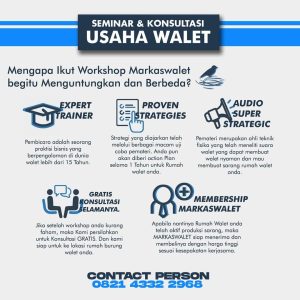 SEMINAR & KONSULTASI
USAHA WALET
Mengapa Ikut Workshop Markaswalet
begitu Menguntungkan dan Berbeda?
EXPERT
TRAINER
Pembicara adalah seorang
praktisi bisnis yang
berpengalaman di dunia
walet lebih dari 15 Tahun.
PROVEN
STRATEGIES
Strategi yang diajarkan telah
melalui berbagai macam uji
coba pemateri. Anda pun
akan diberi action Plan
selama 1 Tahun untuk Rumah
walet anda.
AUDIO
SUPER
STRATEGIC
Pemateri merupakan ahli teknik
fisika yang telah meneliti suara
walet yang dapat membuat
walet nyaman dan mau
membuat sarang rumah walet
anda.
GRATIS
KONSULTASI
SELAMANYA.
Jika setelah workshop anda kurang
faham, maka Kami persilahkan
untuk Konsultasi GRATIS. Dan kami
siap untuk ke lokasi rumah burung
walet anda.
MEMBERSHIP
MARKASWALET
Apabila nantinya Rumah Walet anda
telah aktif produksi sarang, maka
MARKASWALET siap menerima dan
membelinya dengan harga tinggi
sesuai kesepakatan kerjasama.
CONTACT PERSON
0821 4332 2968